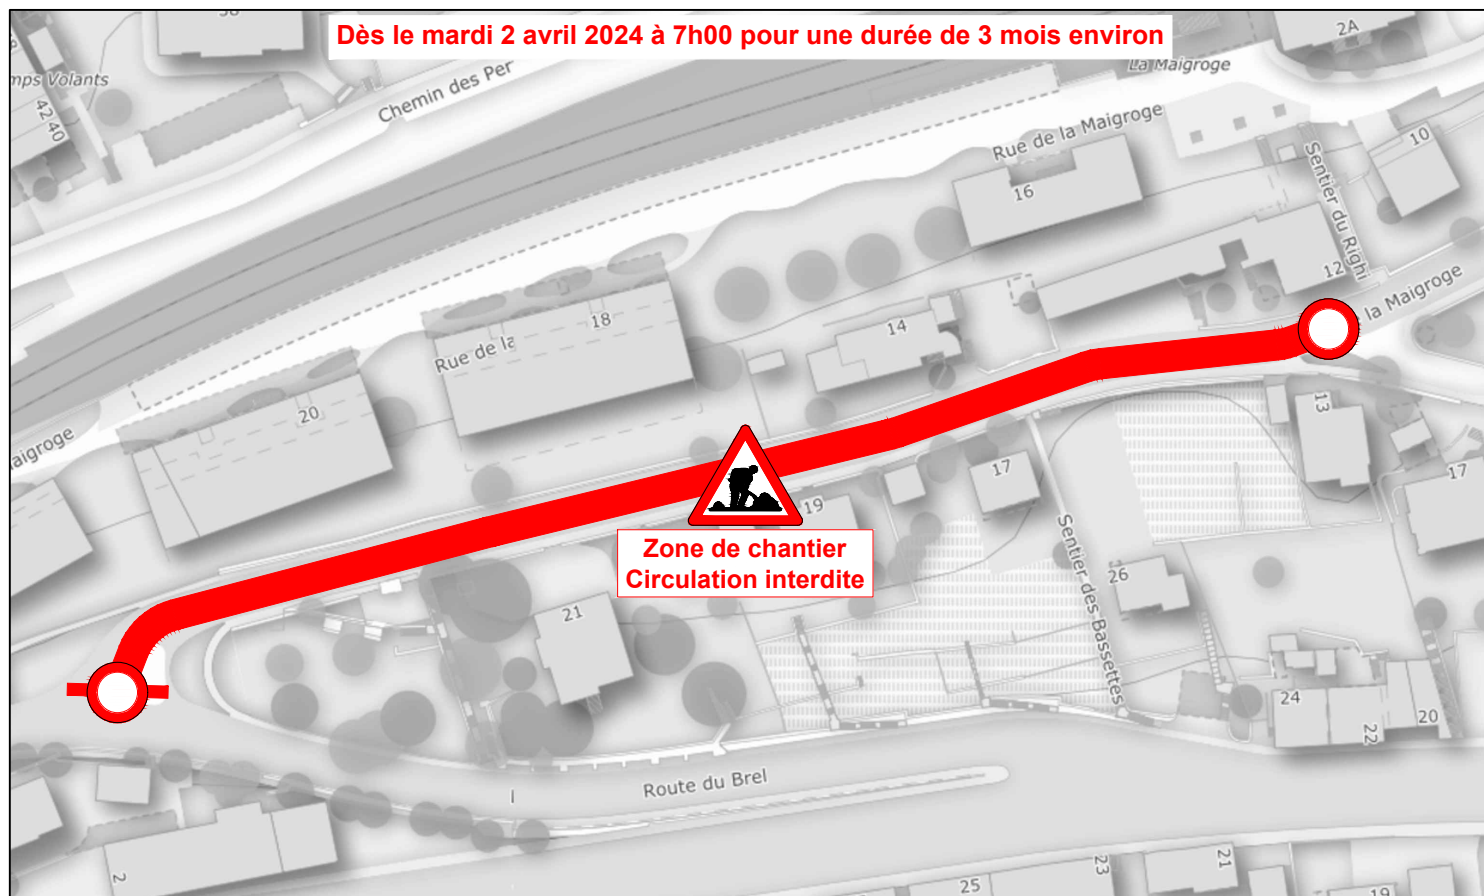 Dès le mardi 2 avril 2024 à 7h00 pour une durée de 3 mois environ
38
2A
mps Volants
La Maigroge
42 40
Chemin des Per
Rue de la Maigroge
10
Sentier du Righi
16
12
la Maigroge
18
14
Rue de la
20
13
aigroge
17
17
19
Zone de chantier
Circulation interdite
Sentier des Bassettes
26
21
24
22
20
Route du Brel
2
25
23
21
19